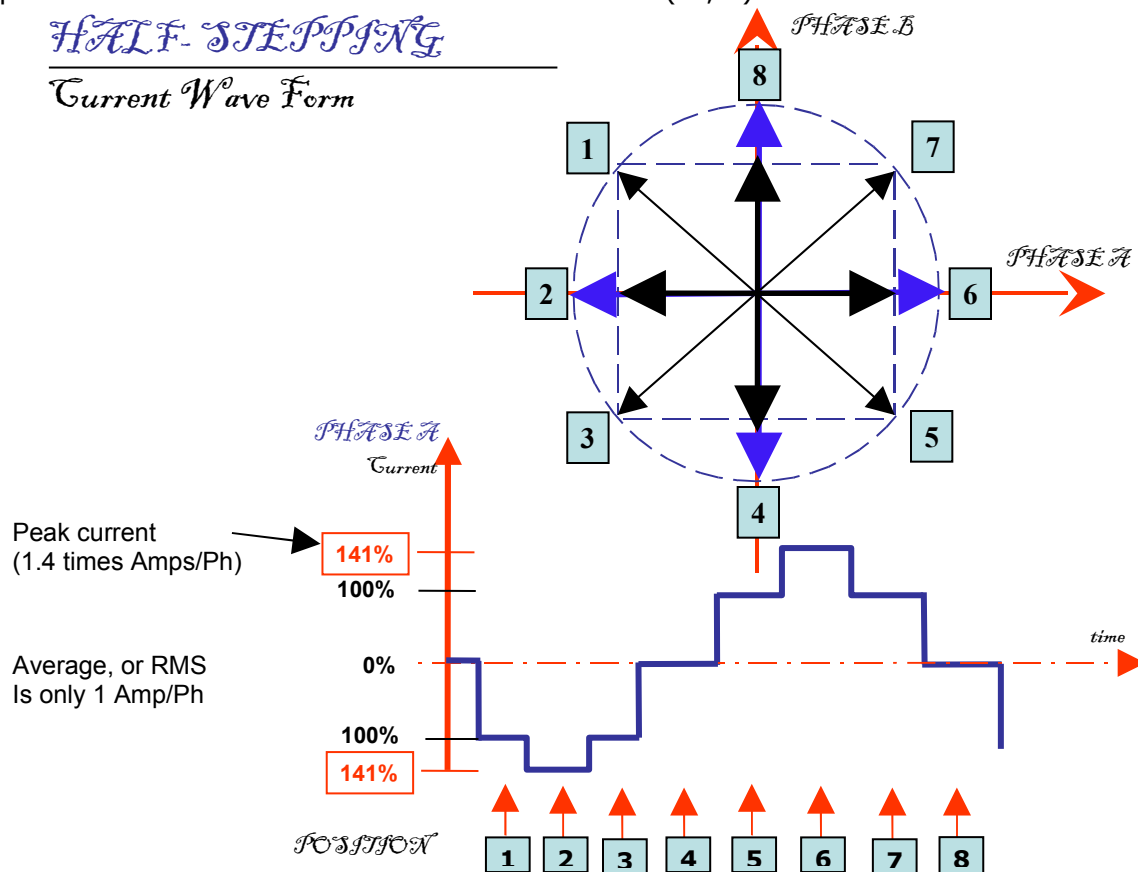 HALF-STEPPING
Current Wave Form
PHASE B
8
1
7
PHASE A
2
6
3
5
4
PHASE A
Current
Peak current
(1.4 times Amps/Ph)
141%
100%
time
Average, or RMS
Is only 1 Amp/Ph
0%
100%
141%
POSITION
1 2 3 4 5 6 7 8